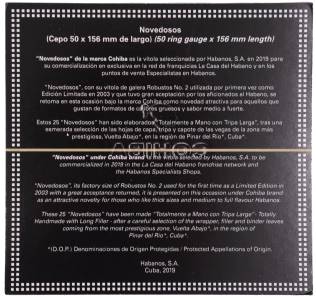 Novedosos
(Cepo 50 x 156 mm de largo) (50 ring gauge x 156 mm length)
"Novedosos" de la marca Cohiba es la vitola seleccionada por Habanos, S.A. en 2019 para
su comercialización en exclusiva en la red de franquicias La Casa del Habano y en los
puntos de venta Especialistas en Habanos.
"Novedosos", con su vitola de galera Robustos No. 2 utilizada por primera vez como
Edición Limitada en 2003 y que tuvo gran aceptación por los aficionados al Habano, se
retoma en esta ocasión bajo la marca Cohiba como novedad atractiva para aquellos que
gustan de formatos de calibres gruesos y sabor medio a fuerte.
Estos 25 "Novedosos" han sido elaborados "Totalmente a Mano con Tripa Larga", tras una
esmerada selección de las hojas de capa, tripa y capote de las vegas de la zona más
prestigiosas, Vuelta Abajo*, en la región de Pinar del Río*, Cuba*.
ASIHOS
"Novedosos" under Cohiba brand is the vitola selected by Habanos, S.A. to be
commercialized in 2019 in the La Casa del Habano franchise network and the
Habanos Specialists Shops.
"Novedosos", its factory size of Robustos No. 2 used for the first time as a Limited Edition in
2003 with a great acceptance returned, it is presented on this occasion under Cohiba brand
as an attractive novelty for those who like thick sizes and medium to full flavour Habanos.
These 25 "Novedosos" have been made "Totalmente a Mano con Tripa Larga"- Totally
Handmade with Long Filler - after a careful selection of the wrapper, filler and binder leaves
coming from the most prestigious zone, Vuelta Abajo*, in the region of
Pinar del Río*, Cuba*.
*(D.O.P.) Denominaciones de Origen Protegidas / Protected Appellations of Origin.
Habanos, S.A.
Cuba, 2019